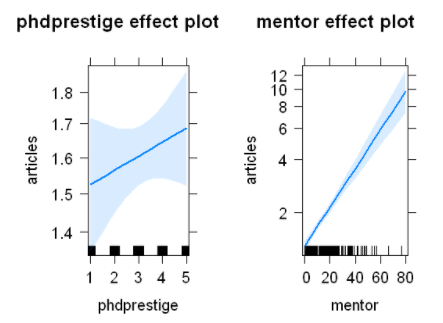 phdprestige effect plot
mentor effect plot
articles
1.8
1.7
1.6
1.5
1.4
1 2 3 4 5
phdprestige
articles
12
10
8
6
4
2
0 20 40 60 80
mentor